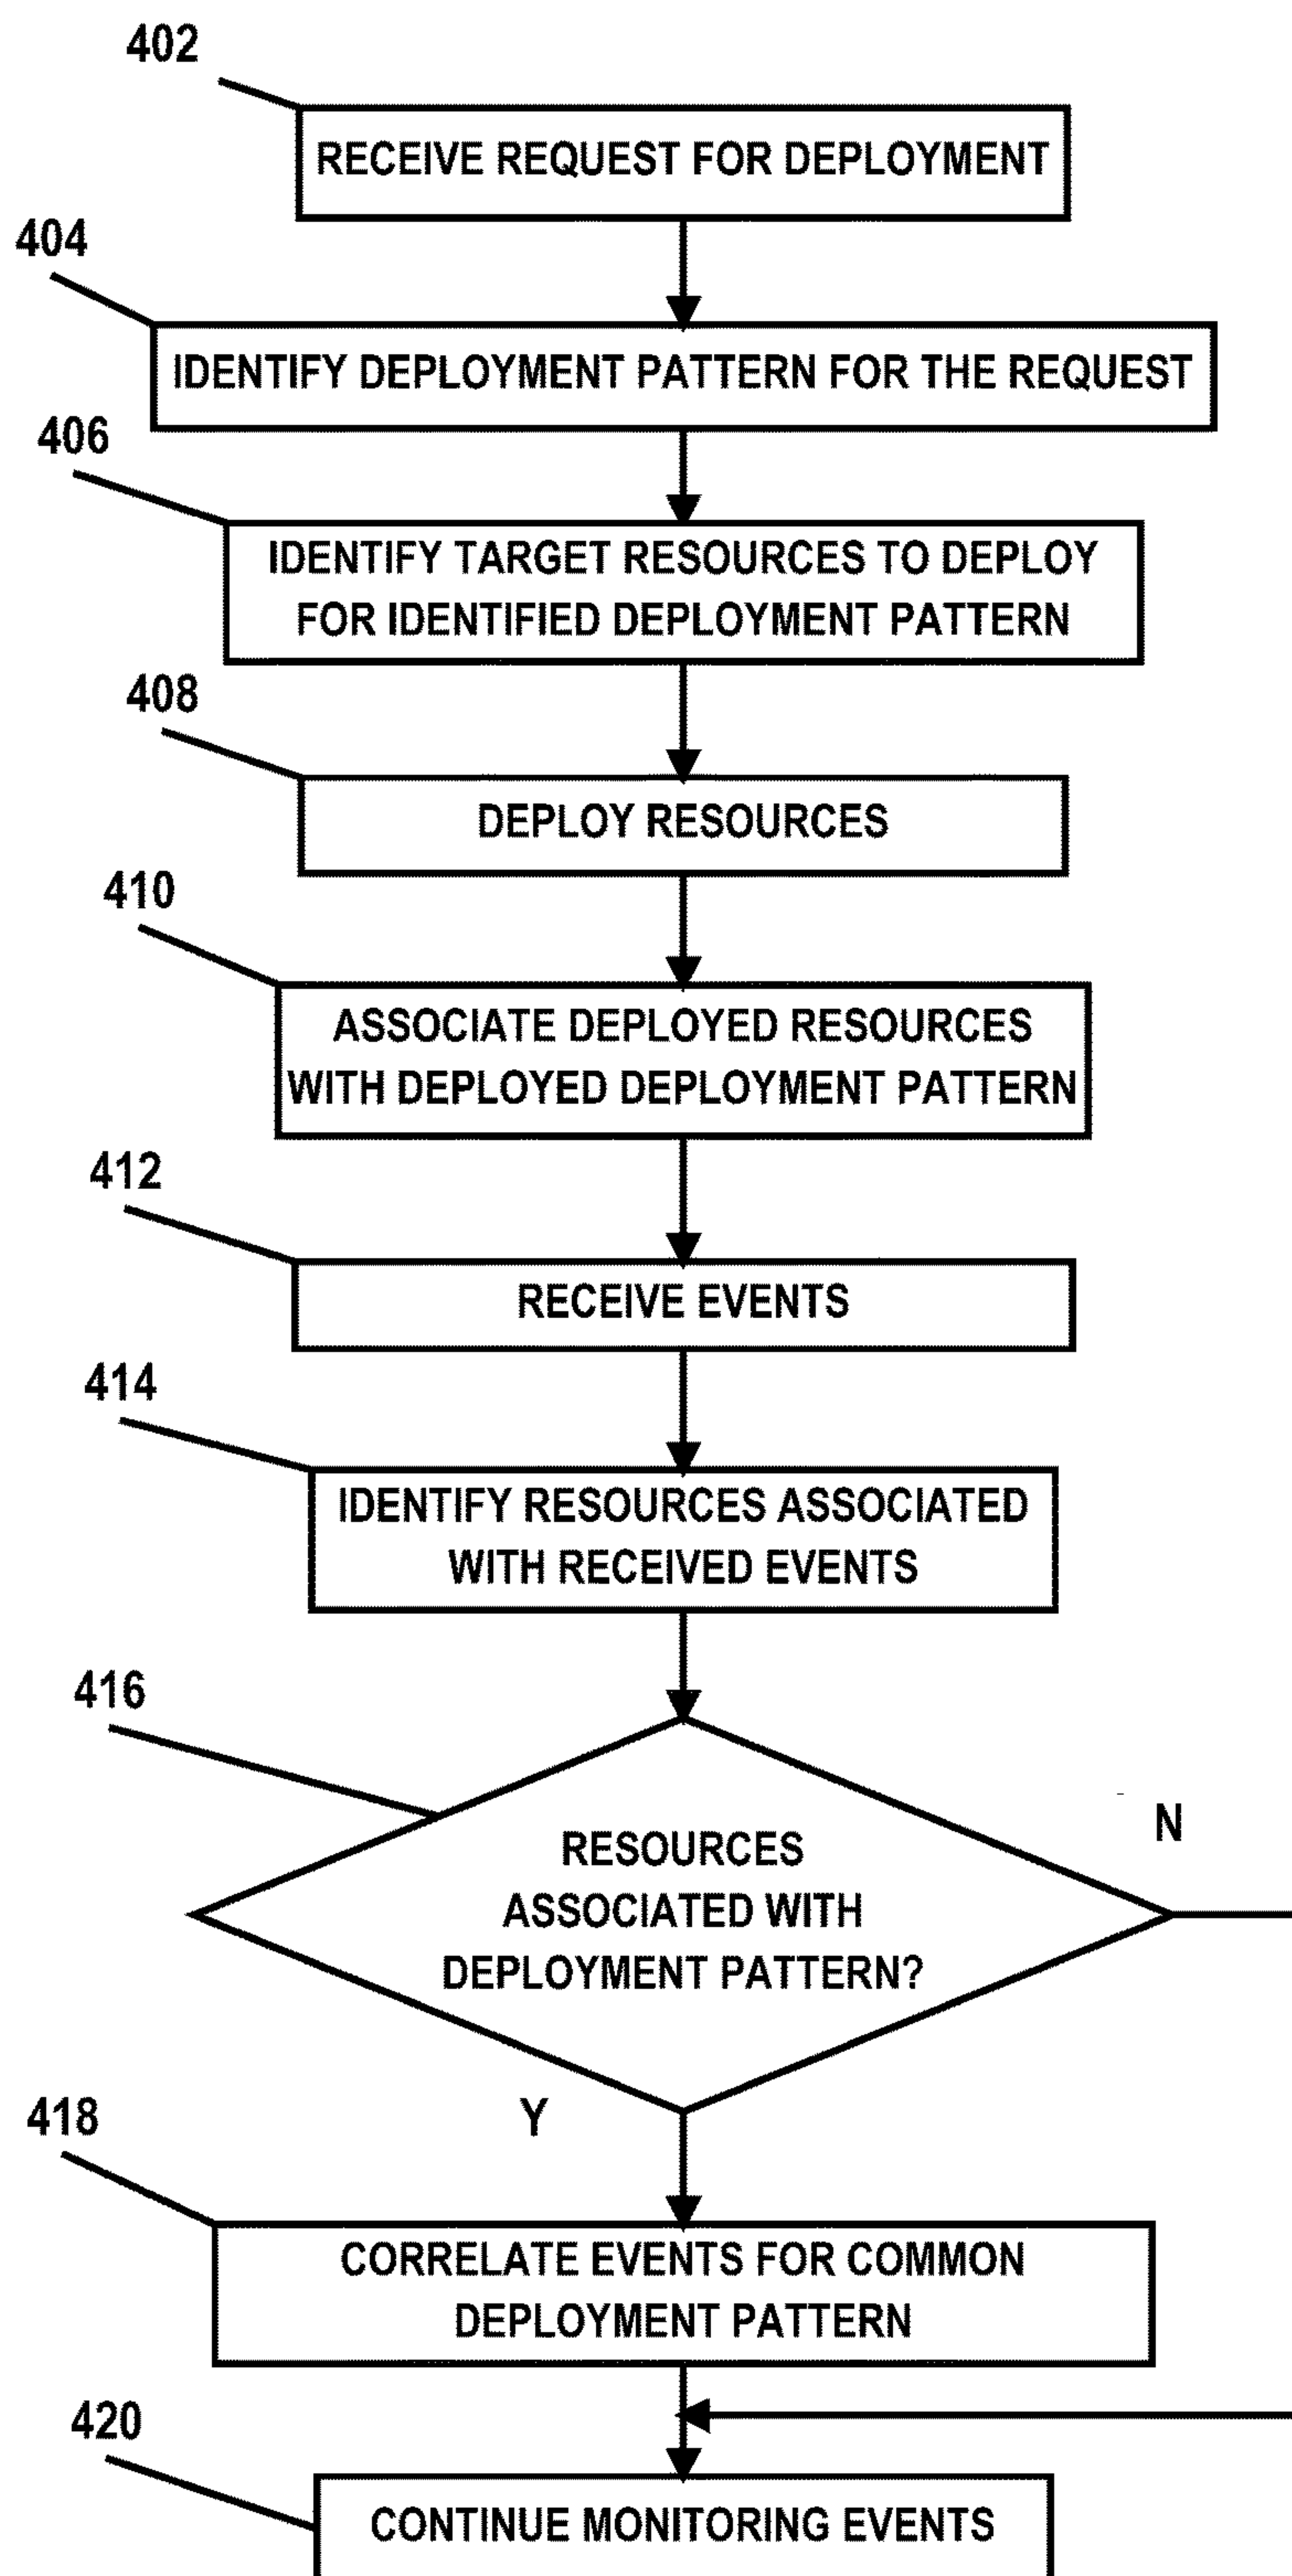 402
RECEIVE REQUEST FOR DEPLOYMENT
404
IDENTIFY DEPLOYMENT PATTERN FOR THE REQUEST
406
IDENTIFY TARGET RESOURCES TO DEPLOY
FOR IDENTIFIED DEPLOYMENT PATTERN
408
DEPLOY RESOURCES
410
ASSOCIATE DEPLOYED RESOURCES
WITH DEPLOYED DEPLOYMENT PATTERN
412
RECEIVE EVENTS
414
IDENTIFY RESOURCES ASSOCIATED
WITH RECEIVED EVENTS
416
N
RESOURCES
ASSOCIATED WITH
DEPLOYMENT PATTERN?
Y
418
CORRELATE EVENTS FOR COMMON
DEPLOYMENT PATTERN
420
CONTINUE MONITORING EVENTS